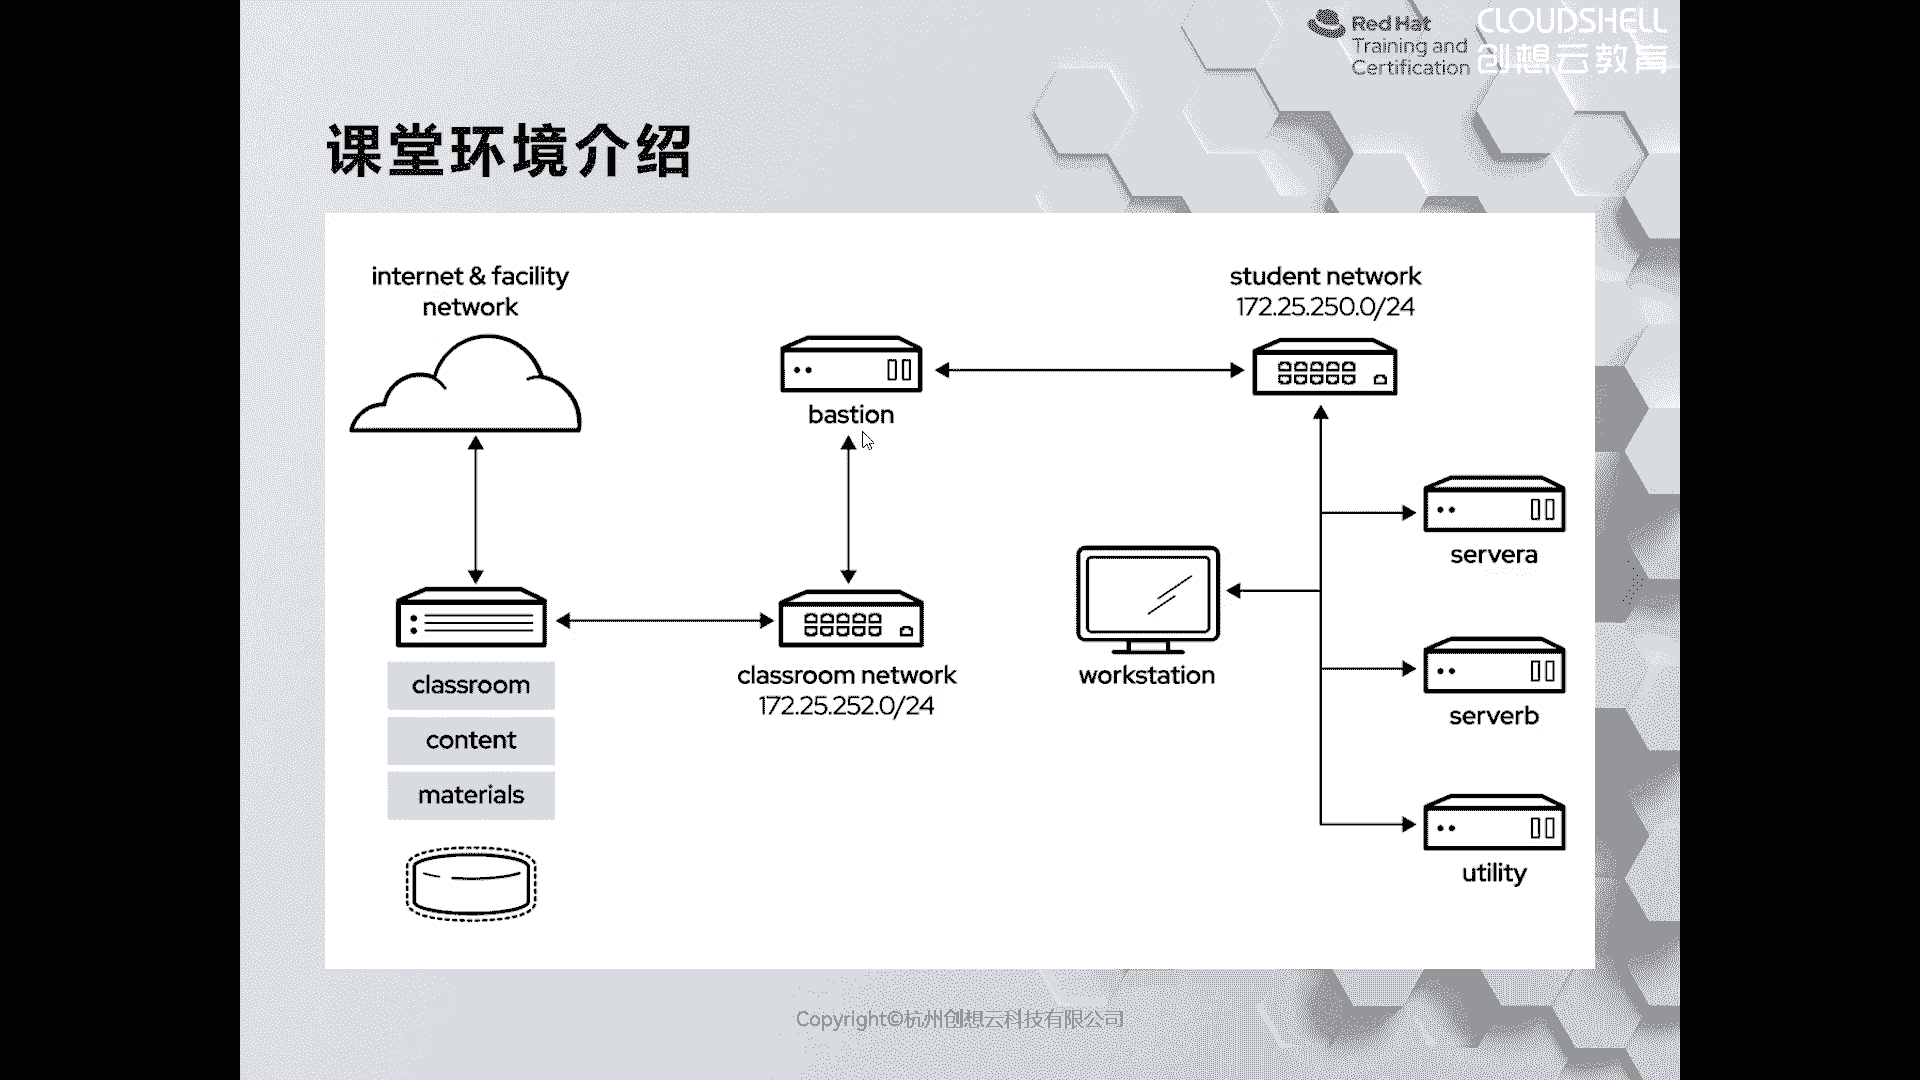 Red Hat
Training and
Certification
CLOUDSHELL
创想云教育
课堂环境介绍
internet & facility
network
student network
172.25.250.0/24
bastion
servera
classroom
classroom network
172.25.252.0/24
workstation
serverb
content
materials
utility
Copyright©杭州创想云科技有限公司